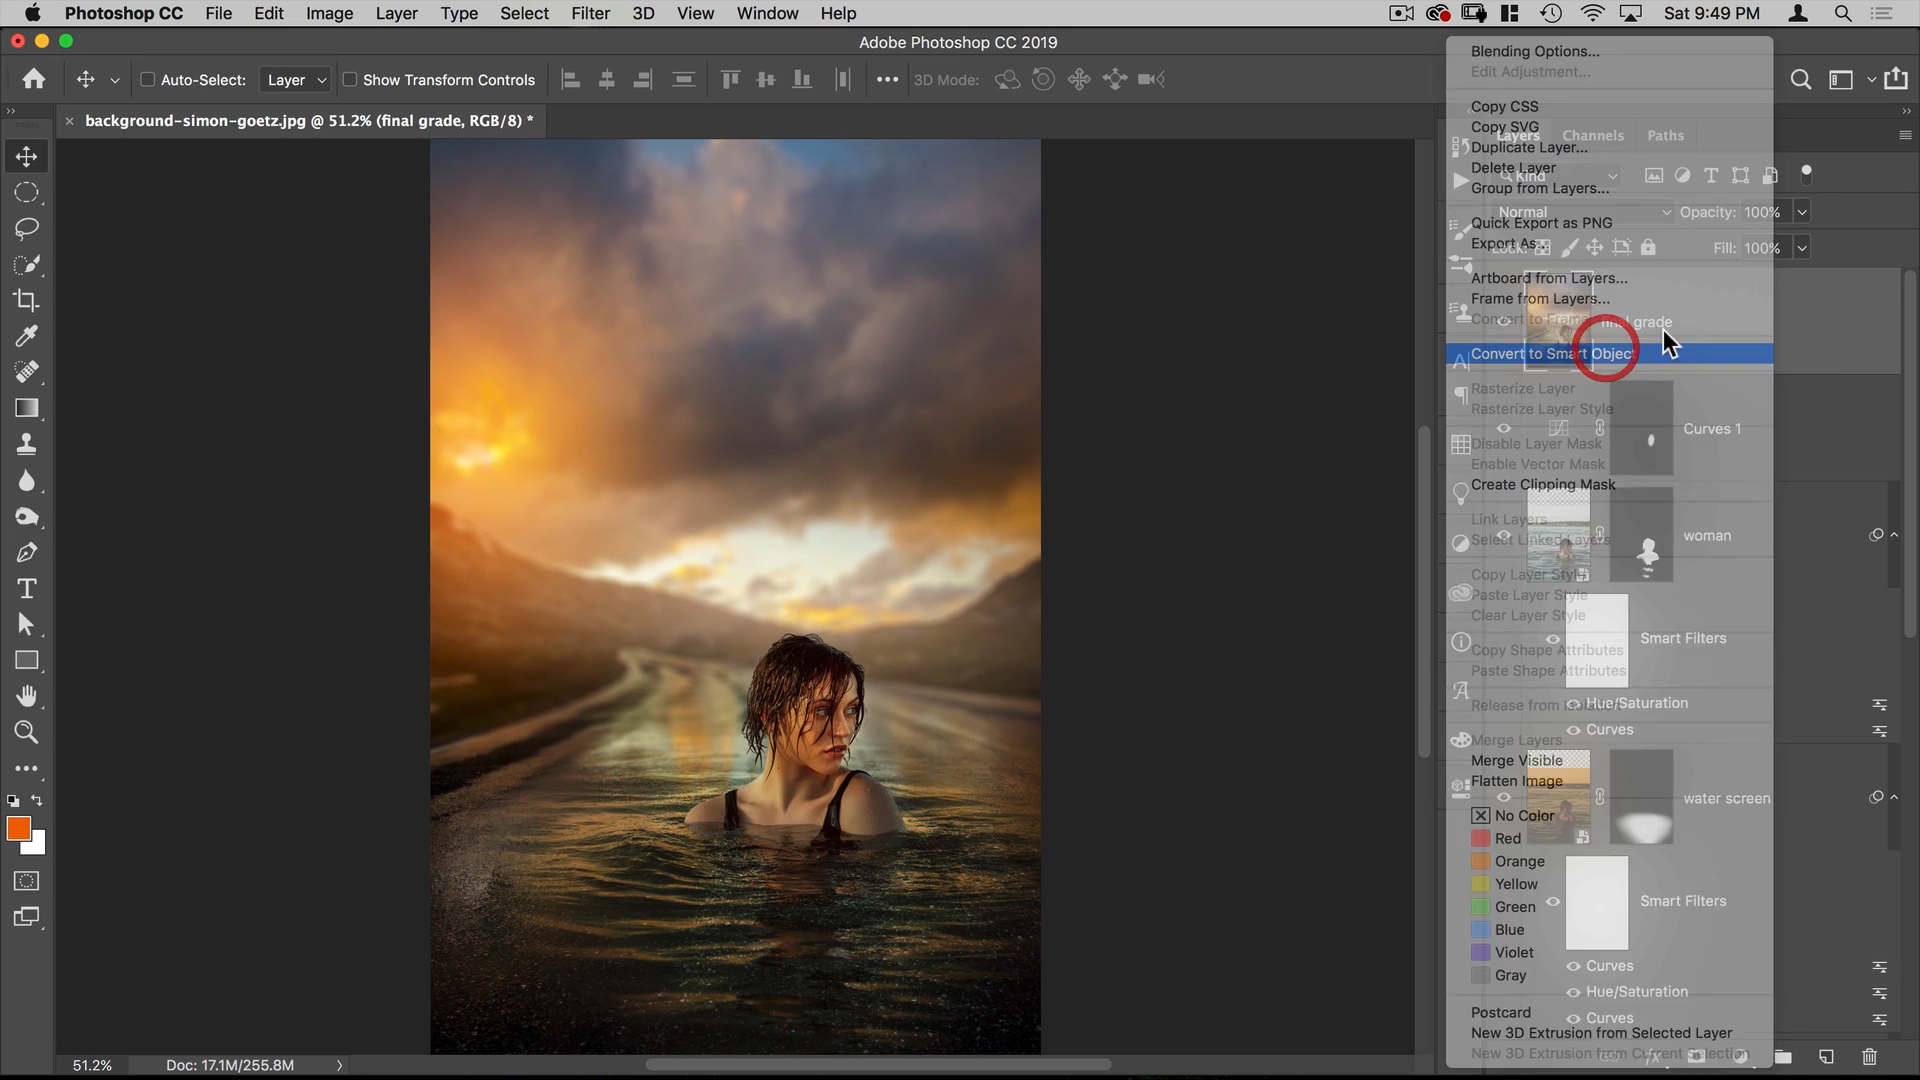 Photoshop CC File Edit Image Layer Type Select Filter 3D View Window Help Sat 9:49 PM
Adobe Photoshop CC 2019
Auto-Select: Layer Show Transform Controls 3D Mode:
background-simon-goetz.jpg @ 51.2% (final grade, RGB/8) *
Blending Options...
Edit Adjustment...
Copy CSS
Copy SVG
Layers Channels Paths
Duplicate Layer...
Delete Layer
Kind
Group from Layers...
Normal Opacity: 100%
Quick Export as PNG
Export As...
Lock: Fill: 100%
Artboard from Layers...
Frame from Layers...
Convert to Frame
final grade
Convert to Smart Object
Rasterize Layer
Rasterize Layer Style
Curves 1
Disable Layer Mask
Enable Vector Mask
Create Clipping Mask
Link Layers
Select Linked Layers
woman
Copy Layer Style
Paste Layer Style
Clear Layer Style
Smart Filters
Copy Shape Attributes
Paste Shape Attributes
Hue/Saturation
Release from Isolation
Curves
Merge Layers
Merge Visible
Flatten Image
water screen
No Color
Red
Orange
Yellow
Smart Filters
Green
Blue
Violet
Curves
Gray
Hue/Saturation
Postcard
Curves
New 3D Extrusion from Selected Layer
New 3D Extrusion from Current Selection
51.2% Doc: 17.1M/255.8M